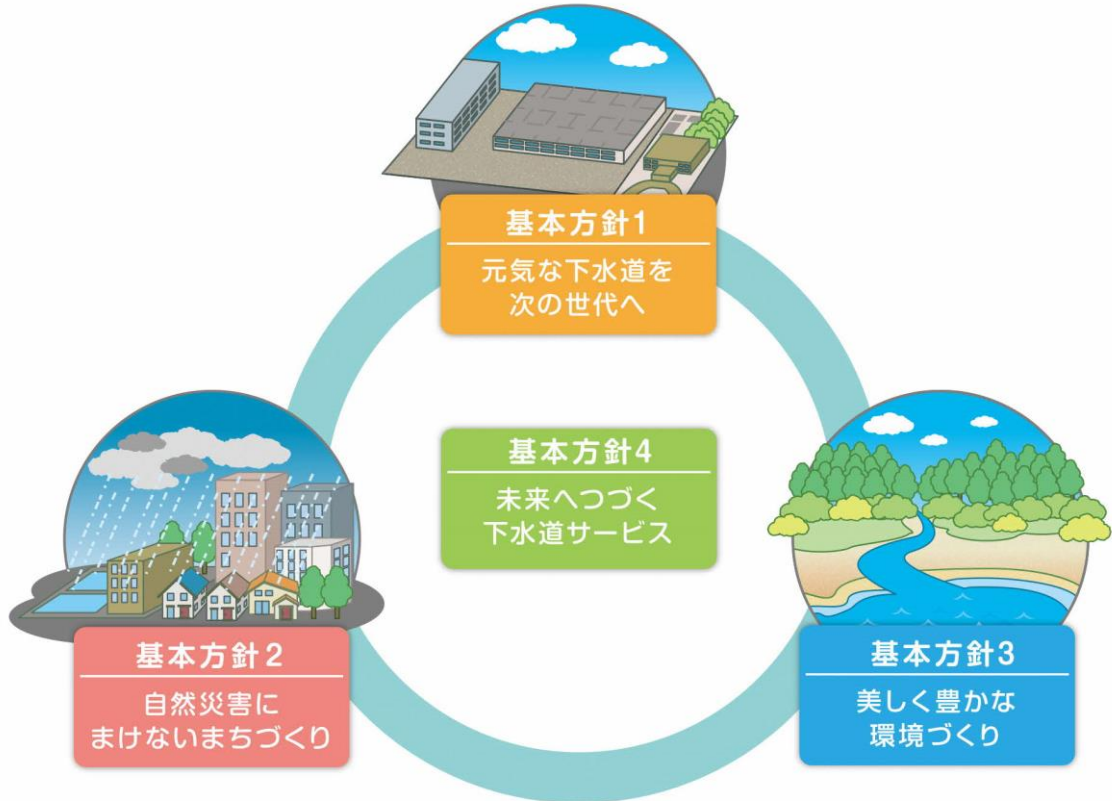 基本方針1
元気な下水道を
次の世代へ
基本方針4
未来へつづく
下水道サービス
基本方針2
自然災害に
まけないまちづくり
基本方針3
美しく豊かな
環境づくり